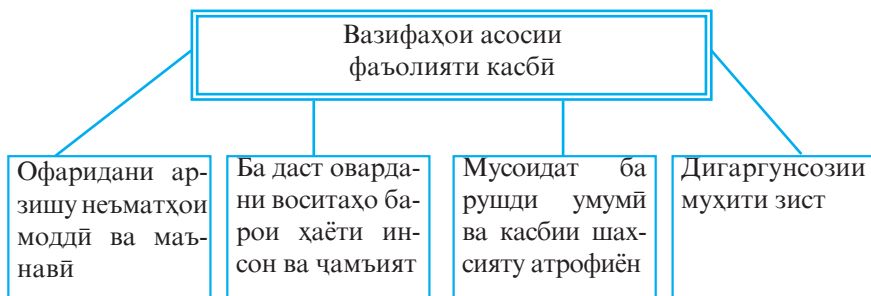 Вазифаҳои асосии
фаъолияти касбӣ
Офаридани ар-
зишу неъматҳои
моддӣ ва маъ-
навӣ
Ба даст оварда-
ни воситаҳо ба-
рои ҳаёти ин-
сон ва ҷамъият
Мусоидат ба
рушди умумӣ
ва касбии шах-
сияту атрофиён
Дигаргунсозии
муҳити зист